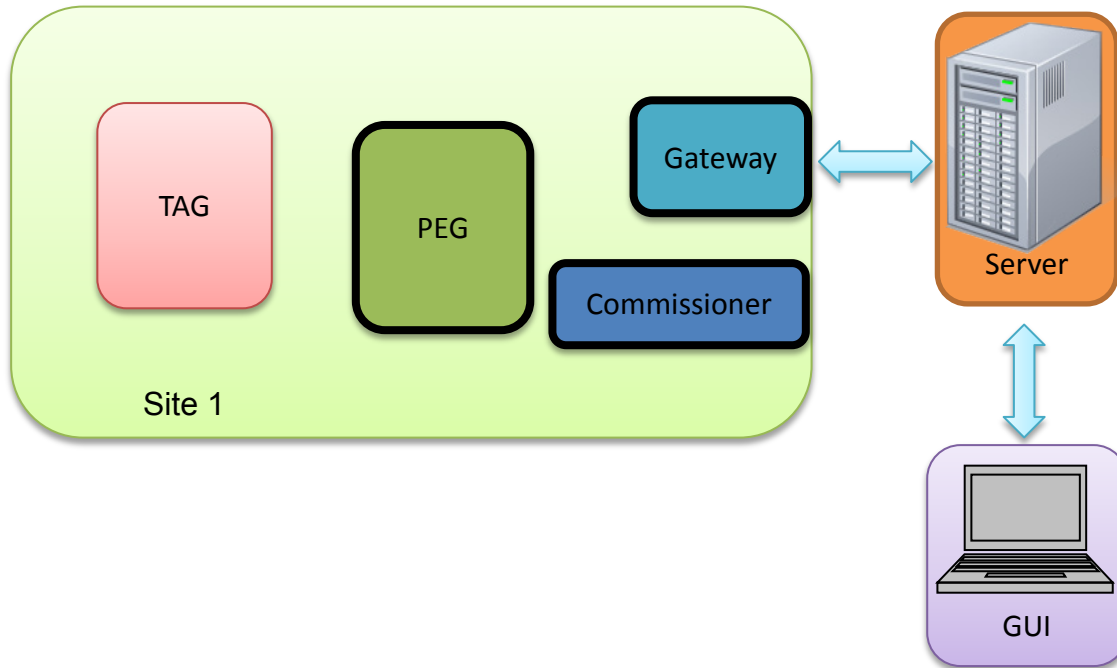 TAG
PEG
Gateway
Commissioner
Site 1
Server
GUI